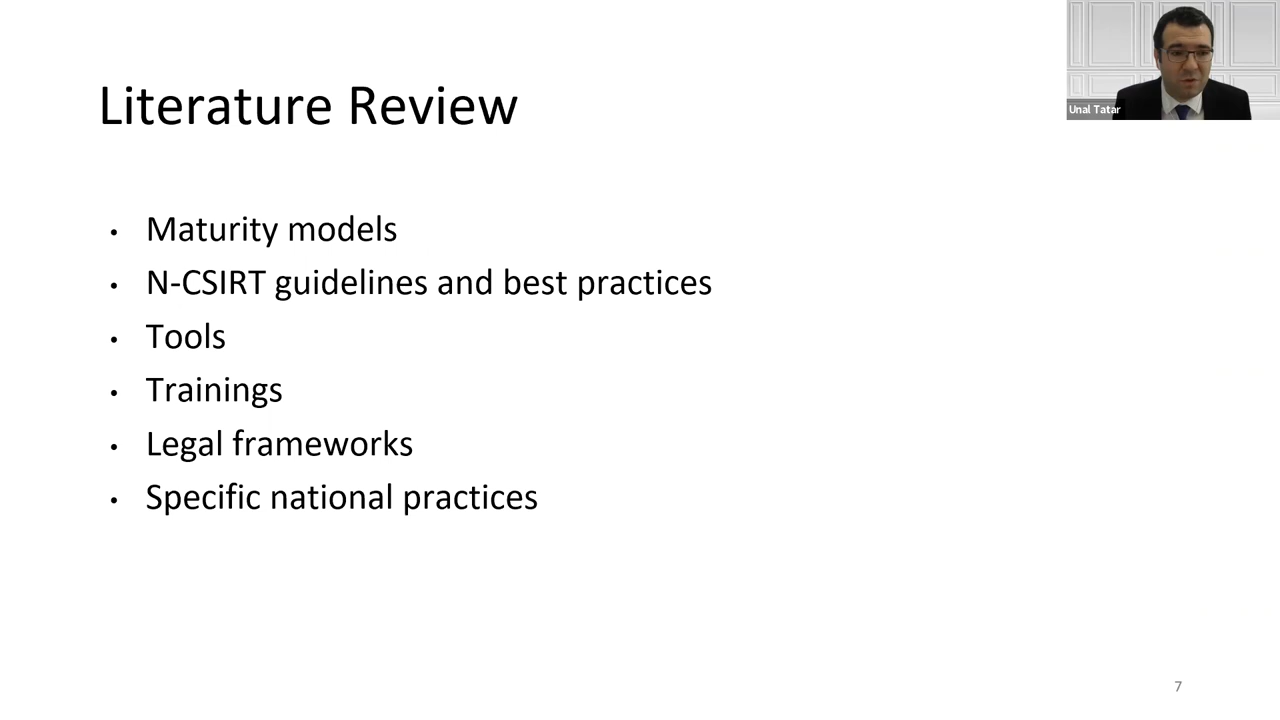 Literature Review
Unal Tatar
• Maturity models
• N-CSIRT guidelines and best practices
• Tools
• Trainings
• Legal frameworks
• Specific national practices
7